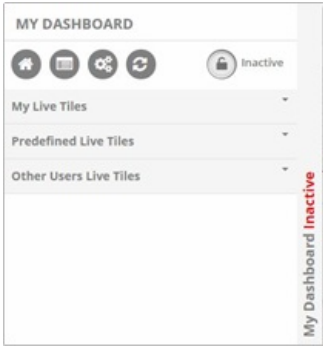 MY DASHBOARD
Inactive
My Live Tiles
Predefined Live Tiles
Other Users Live Tiles
My Dashboard Inactive